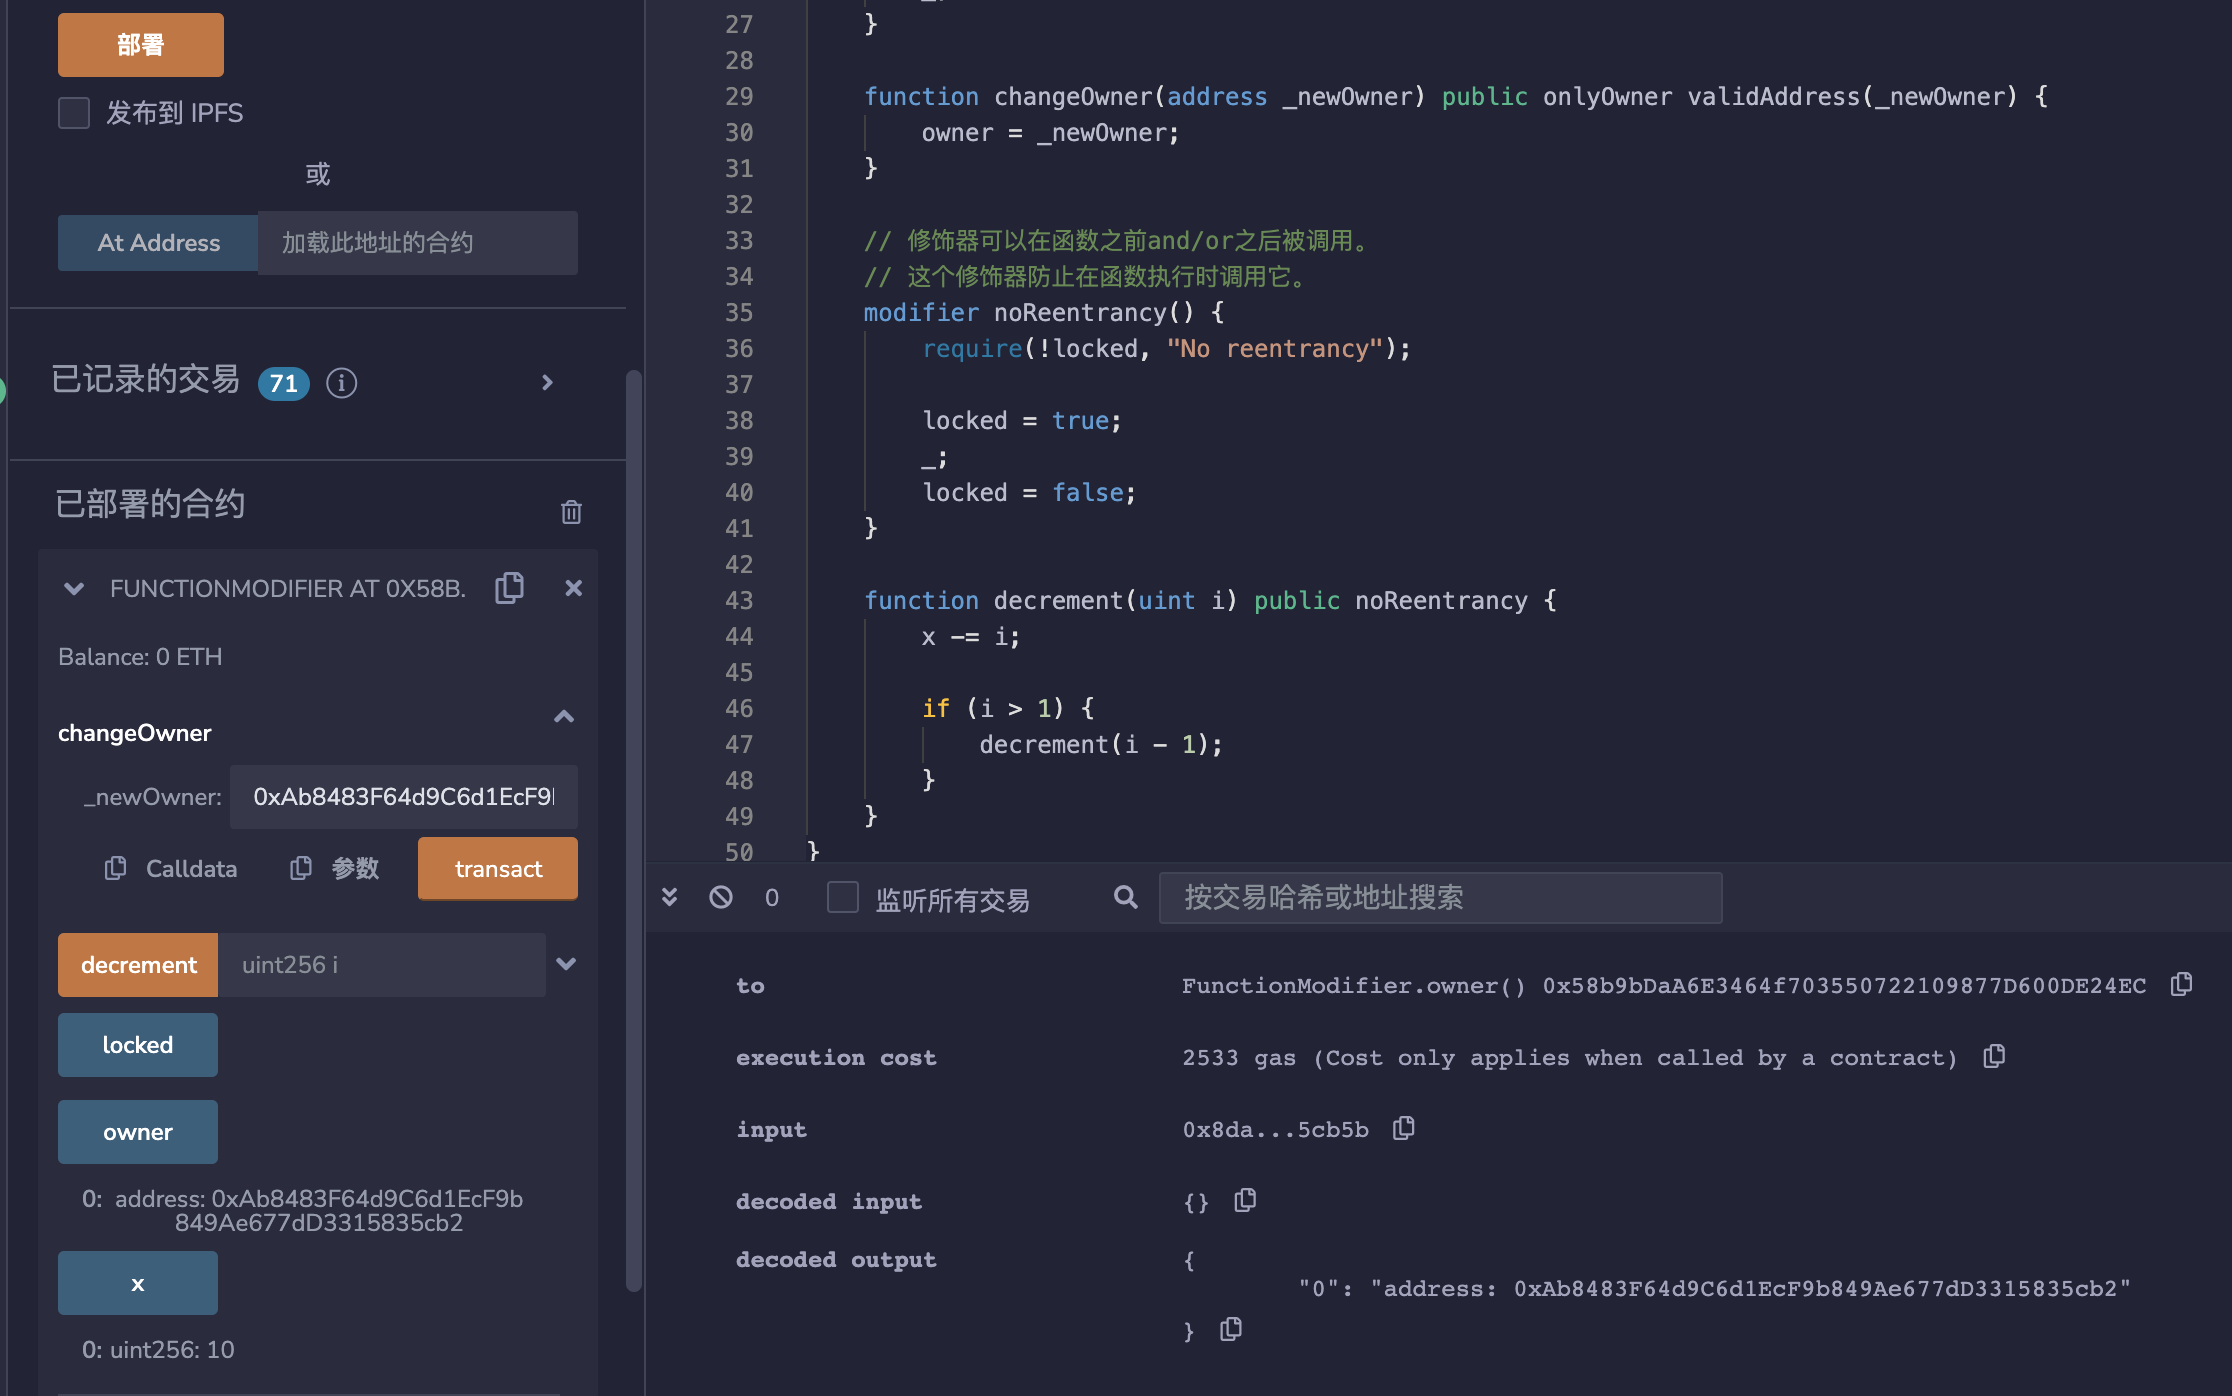 部署
发布到 IPFS
或
At Address
加载此地址的合约
已记录的交易 71
已部署的合约
FUNCTIONMODIFIER AT 0X58B.
Balance: 0 ETH
changeOwner
_newOwner:
0xAb8483F64d9C6d1EcF9
Calldata
参数
transact
decrement
uint256 i
locked
owner
0: address: 0xAb8483F64d9C6d1EcF9b
849Ae677dD3315835cb2
x
0: uint256: 10
27 }
28
29 function changeOwner(address _newOwner) public onlyOwner validAddress(_newOwner) {
30 owner = _newOwner;
31 }
32
33 // 修饰器可以在函数之前and/or之后被调用。
34 // 这个修饰器防止在函数执行时调用它。
35 modifier noReentrancy() {
36 require(!locked, "No reentrancy");
37
38 locked = true;
39 _;
40 locked = false;
41 }
42
43 function decrement(uint i) public noReentrancy {
44 x -= i;
45
46 if (i > 1) {
47 decrement(i - 1);
48 }
49 }
50 }
0
监听所有交易
按交易哈希或地址搜索
to FunctionModifier.owner() 0x58b9bDaA6E3464f703550722109877D600DE24EC
execution cost 2533 gas (Cost only applies when called by a contract)
input 0x8da...5cb5b
decoded input {}
decoded output {
"0": "address: 0xAb8483F64d9C6d1EcF9b849Ae677dD3315835cb2"
}